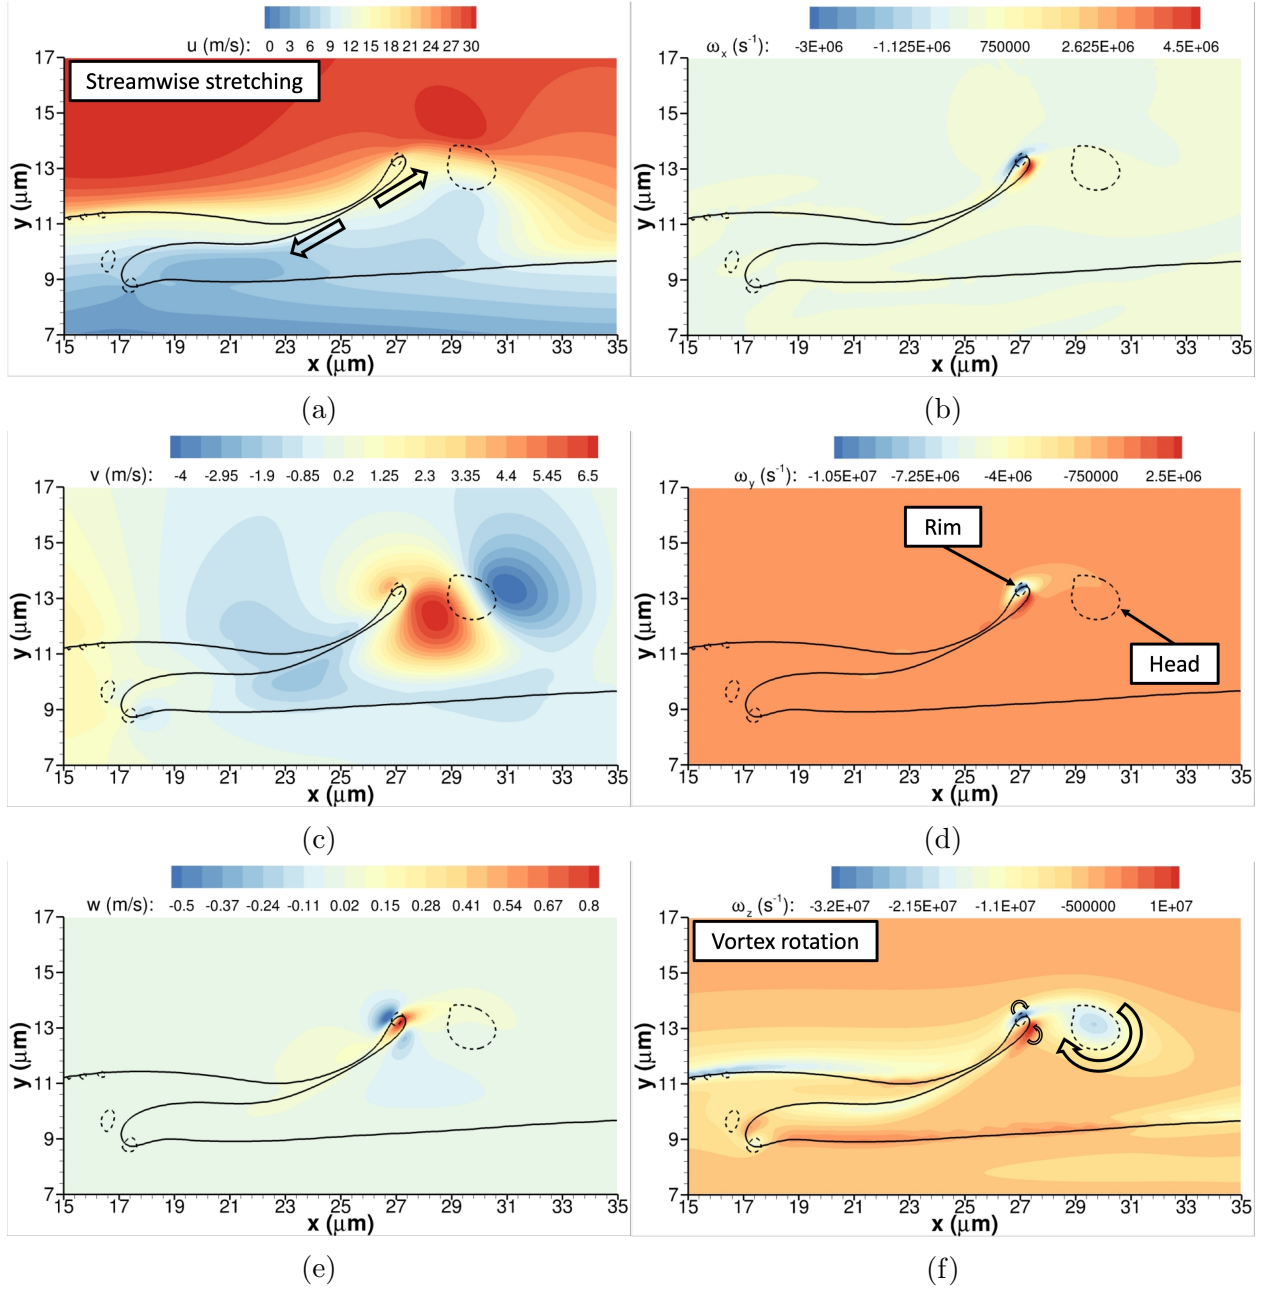 u (m/s): 0 3 6 9 12 15 18 21 24 27 30
Streamwise stretching
17
15
13
11
9
7
y (μm)
15 17 19 21 23 25 27 29 31 33 35
x (μm)
(a)
ωx (s-1): -3E+06 -1.125E+06 750000 2.625E+06 4.5E+06
17
15
13
11
9
7
y (μm)
15 17 19 21 23 25 27 29 31 33 35
x (μm)
(b)
v (m/s): -4 -2.95 -1.9 -0.85 0.2 1.25 2.3 3.35 4.4 5.45 6.5
17
15
13
11
9
7
y (μm)
15 17 19 21 23 25 27 29 31 33 35
x (μm)
(c)
ωy (s-1): -1.05E+07 -7.25E+06 -4E+06 -750000 2.5E+06
Rim
Head
17
15
13
11
9
7
y (μm)
15 17 19 21 23 25 27 29 31 33 35
x (μm)
(d)
w (m/s): -0.5 -0.37 -0.24 -0.11 0.02 0.15 0.28 0.41 0.54 0.67 0.8
17
15
13
11
9
7
y (μm)
15 17 19 21 23 25 27 29 31 33 35
x (μm)
(e)
ωz (s-1): -3.2E+07 -2.15E+07 -1.1E+07 -500000 1E+07
Vortex rotation
17
15
13
11
9
7
y (μm)
15 17 19 21 23 25 27 29 31 33 35
x (μm)
(f)